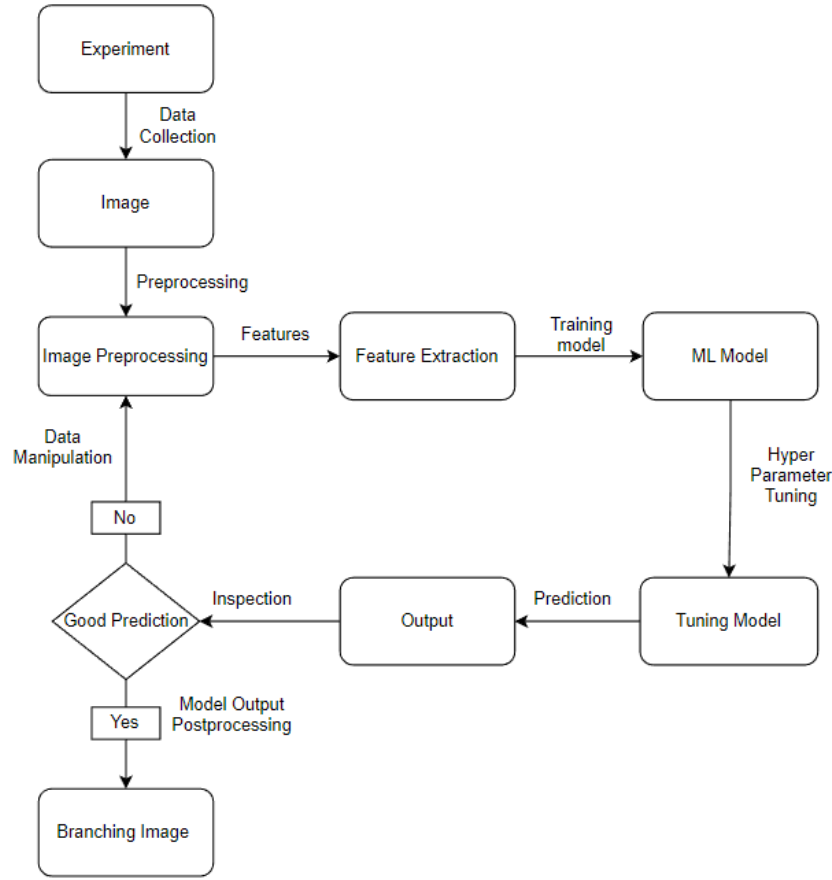 Experiment
Data
Collection
Image
Preprocessing
Image Preprocessing
Features
Feature Extraction
Training
model
ML Model
Hyper
Parameter
Tuning
Tuning Model
Prediction
Output
Inspection
Good Prediction
No
Data
Manipulation
Yes
Model Output
Postprocessing
Branching Image